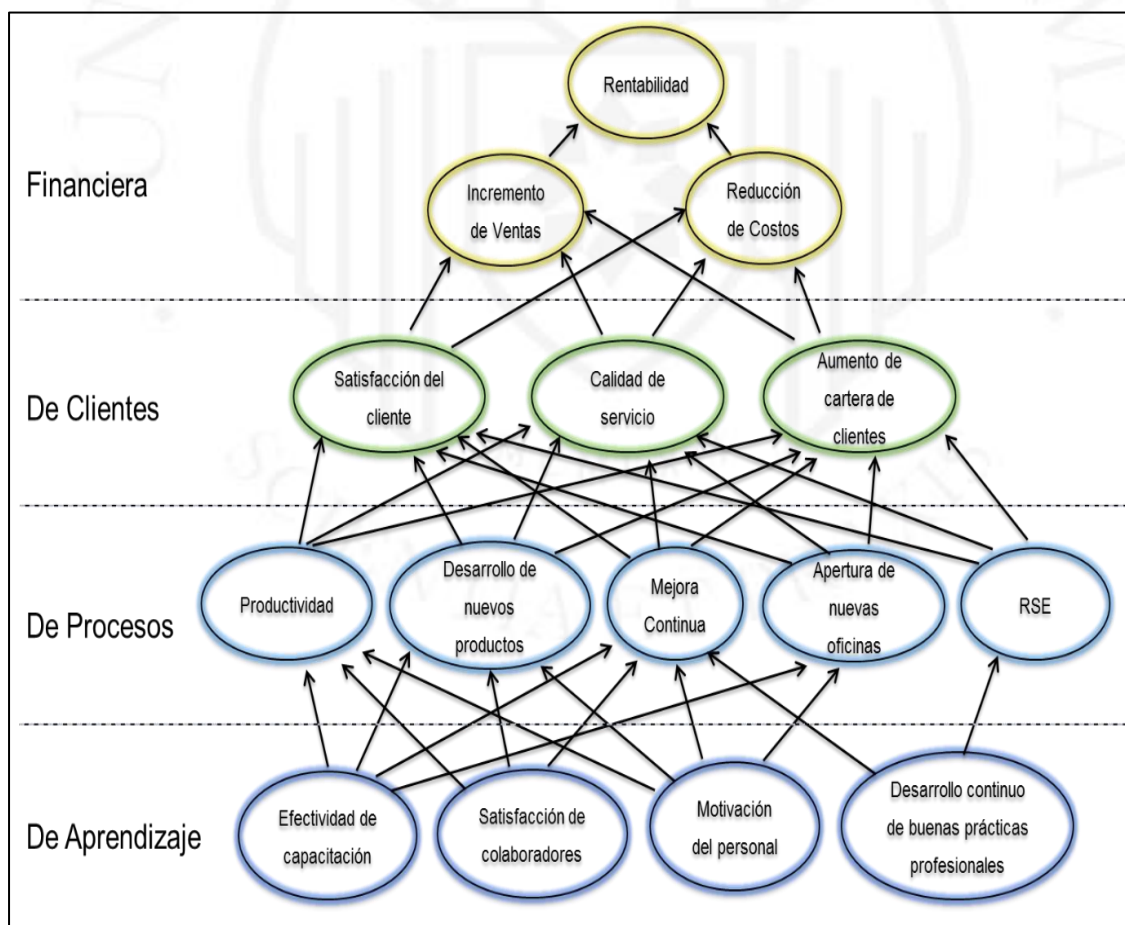 Rentabilidad
Financiera
Incremento
de Ventas
Reducción
de Costos
De Clientes
Satisfacción del
cliente
Calidad de
servicio
Aumento de
cartera de
clientes
De Procesos
Productividad
Desarrollo de
nuevos
productos
Mejora
Continua
Apertura de
nuevas
oficinas
RSE
De Aprendizaje
Efectividad de
capacitación
Satisfacción de
colaboradores
Motivación
del personal
Desarrollo continuo
de buenas prácticas
profesionales